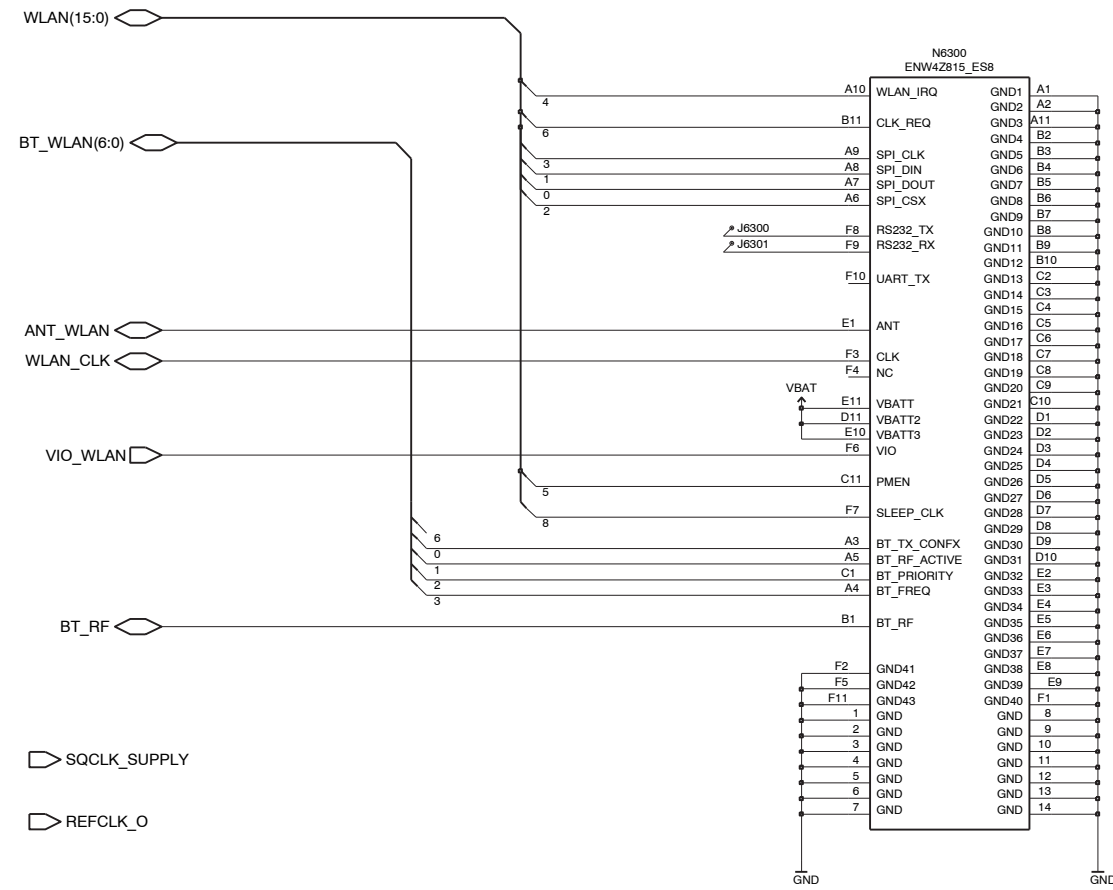 WLAN(15:0)
N6300
ENW4Z815_ES8
4 A10 WLAN_IRQ GND1 A1
GND2 A2
6 B11 CLK_REQ GND3 A11
BT_WLAN(6:0)
GND4 B2
3 A9 SPI_CLK GND5 B3
1 A8 SPI_DIN GND6 B4
0 A7 SPI_DOUT GND7 B5
2 A6 SPI_CSX GND8 B6
GND9 B7
J6300 F8 RS232_TX GND10 B8
J6301 F9 RS232_RX GND11 B9
GND12 B10
F10 UART_TX GND13 C2
GND14 C3
GND15 C4
ANT_WLAN E1 ANT GND16 C5
GND17 C6
WLAN_CLK F3 CLK GND18 C7
F4 NC GND19 C8
VBAT GND20 C9
E11 VBATT GND21 C10
D11 VBATT2 GND22 D1
E10 VBATT3 GND23 D2
VIO_WLAN F6 VIO GND24 D3
GND25 D4
5 C11 PMEN GND26 D5
GND27 D6
8 F7 SLEEP_CLK GND28 D7
GND29 D8
6
0 A3 BT_TX_CONFX GND30 D9
1 A5 BT_RF_ACTIVE GND31 D10
2 C1 BT_PRIORITY GND32 E2
3 A4 BT_FREQ GND33 E3
GND34 E4
BT_RF B1 BT_RF GND35 E5
GND36 E6
GND37 E7
F2 GND41 GND38 E8
F5 GND42 GND39 E9
F11 GND43 GND40 F1
1 GND GND 8
2 GND GND 9
3 GND GND 10
4 GND GND 11
5 GND GND 12
6 GND GND 13
7 GND GND 14
SQCLK_SUPPLY
REFCLK_O
GND GND